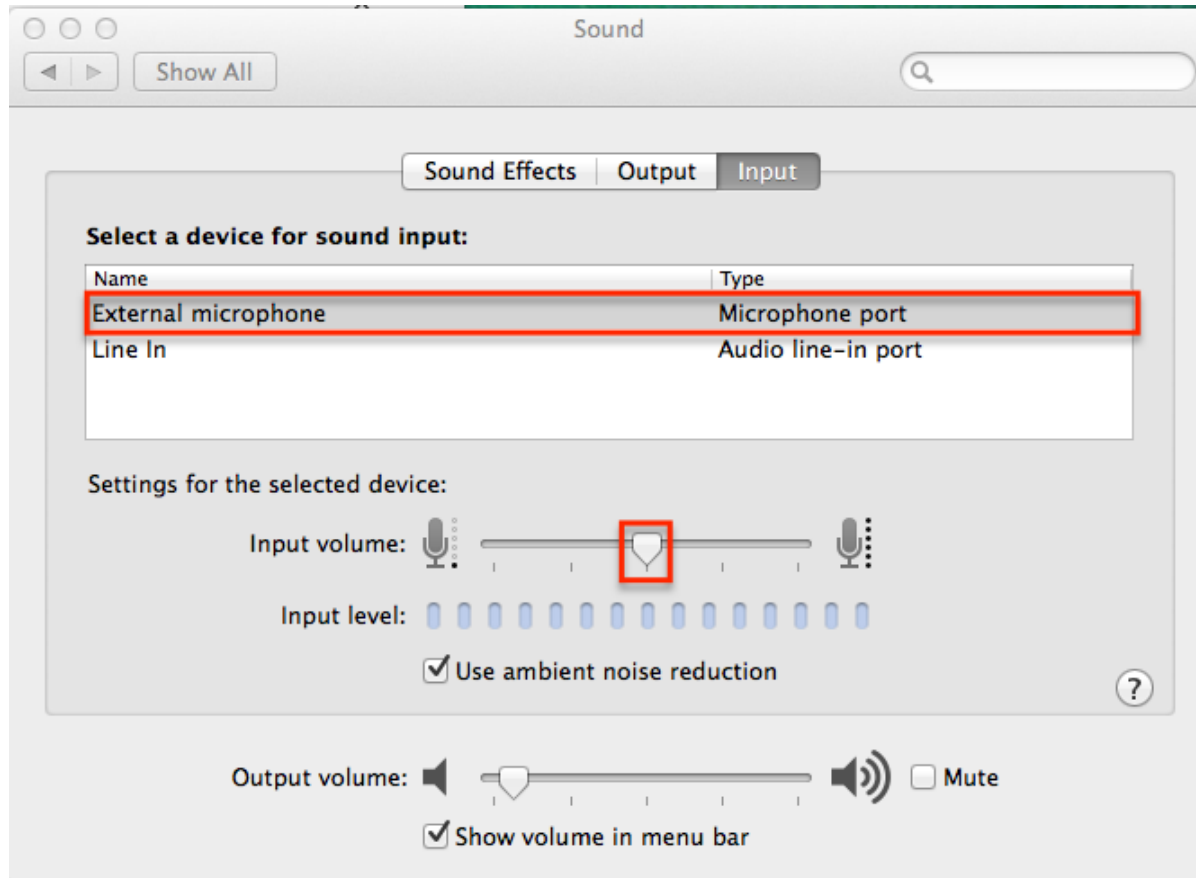 Sound
Show All
Sound Effects Output Input
Select a device for sound input:
Name Type
External microphone Microphone port
Line In Audio line-in port
Settings for the selected device:
Input volume:
Input level:
Use ambient noise reduction
?
Output volume: Mute
Show volume in menu bar